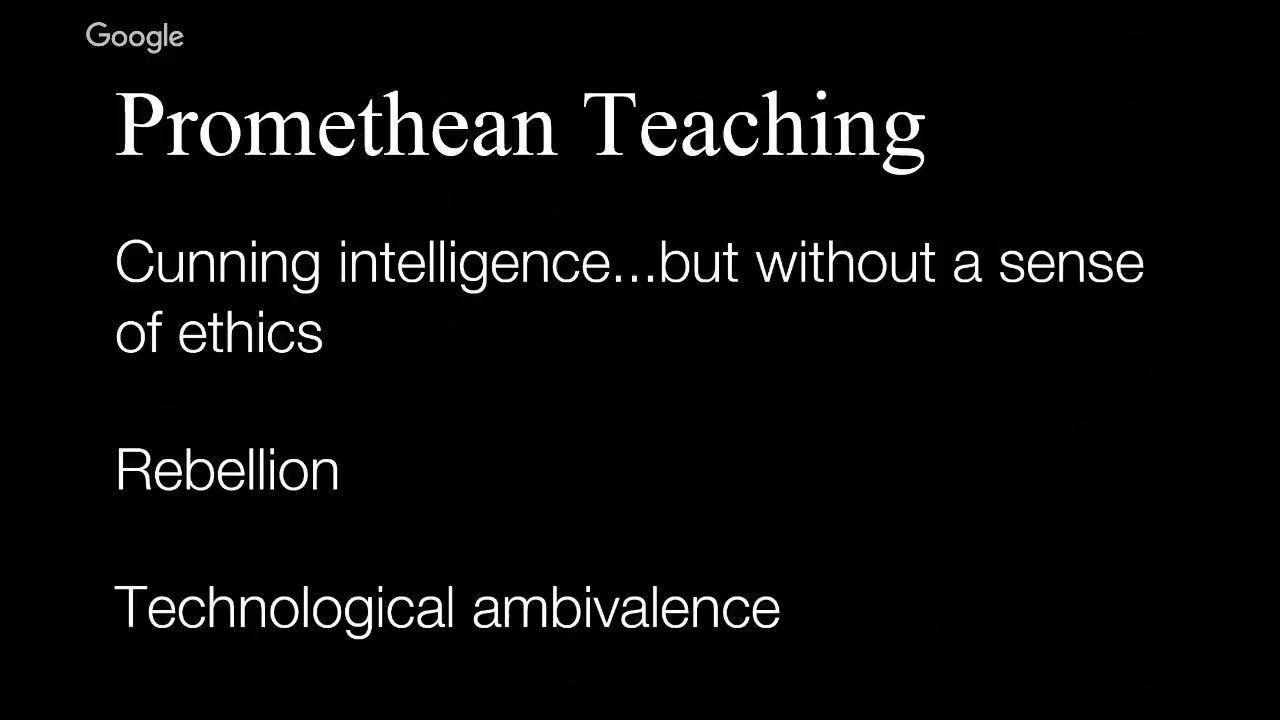 Google
Promethean Teaching
Cunning intelligence...but without a sense
of ethics
Rebellion
Technological ambivalence